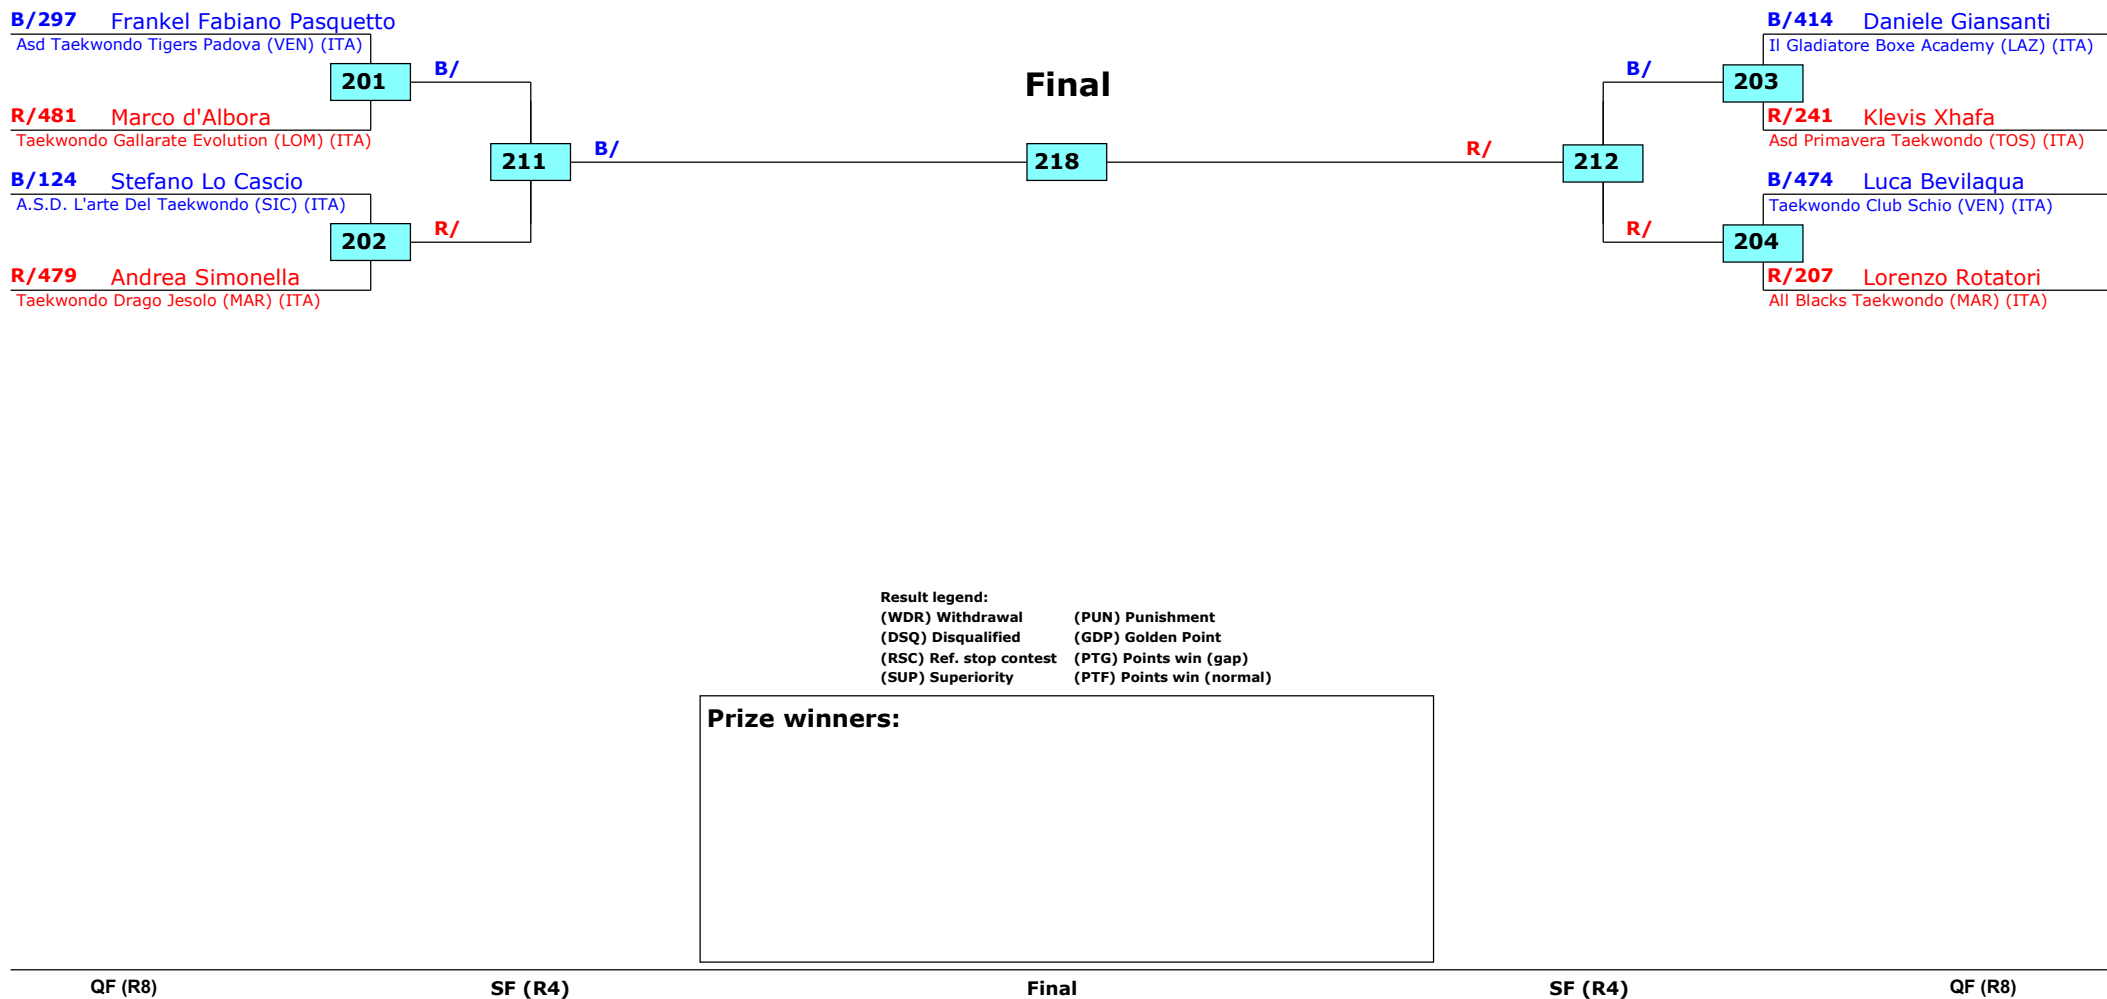 B/297 Frankel Fabiano Pasquetto
Asd Taekwondo Tigers Padova (VEN) (ITA)
201
B/
R/481 Marco d'Albora
Taekwondo Gallarate Evolution (LOM) (ITA)
211
B/
B/124 Stefano Lo Cascio
A.S.D. L'arte Del Taekwondo (SIC) (ITA)
202
R/
R/479 Andrea Simonella
Taekwondo Drago Jesolo (MAR) (ITA)
Final
218
B/414 Daniele Giansanti
Il Gladiatore Boxe Academy (LAZ) (ITA)
B/
203
R/241 Klevis Xhafa
Asd Primavera Taekwondo (TOS) (ITA)
R/
212
B/474 Luca Bevilaqua
Taekwondo Club Schio (VEN) (ITA)
R/
204
R/207 Lorenzo Rotatori
All Blacks Taekwondo (MAR) (ITA)
Result legend:
(WDR) Withdrawal (PUN) Punishment
(DSQ) Disqualified (GDP) Golden Point
(RSC) Ref. stop contest (PTG) Points win (gap)
(SUP) Superiority (PTF) Points win (normal)
Prize winners:
QF (R8) SF (R4) Final SF (R4) QF (R8)